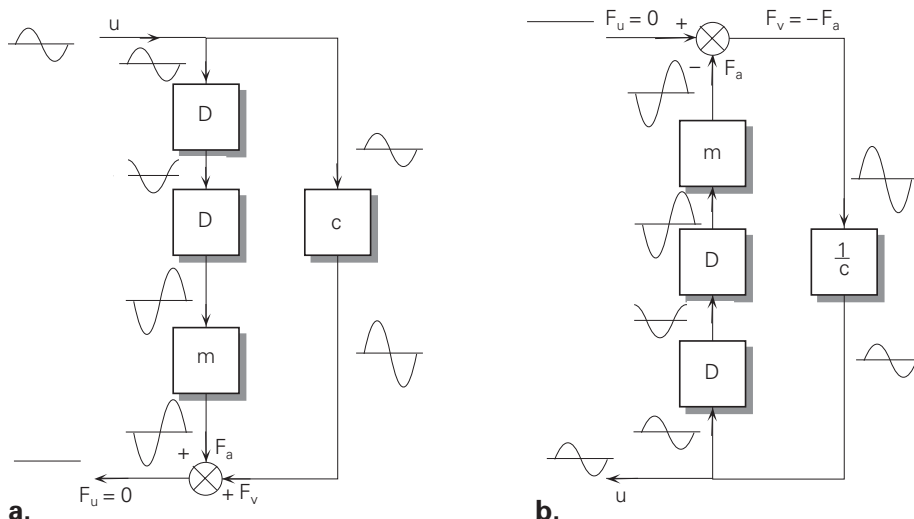 u
D
D
c
m
+
F_a
F_u = 0
+ F_v
a.
F_u = 0
+
F_v = −F_a
−
F_a
m
D
1/c
D
u
b.